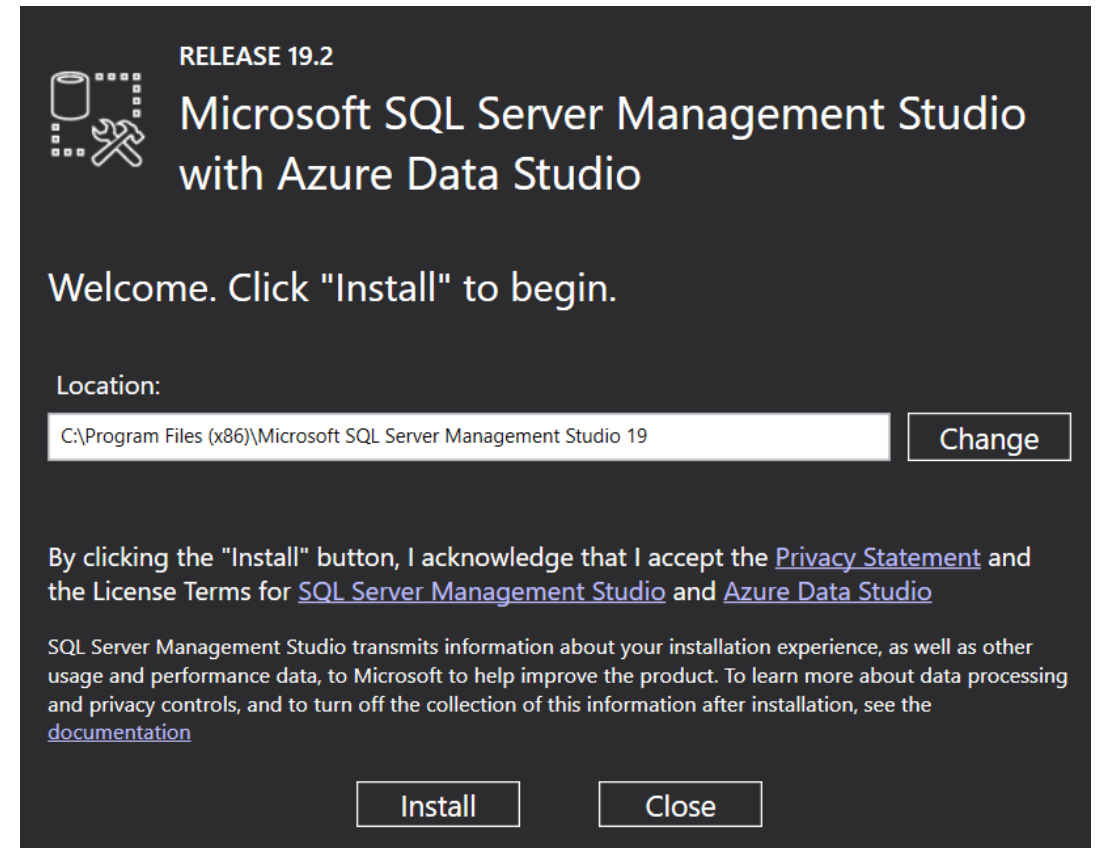 RELEASE 19.2
Microsoft SQL Server Management Studio
with Azure Data Studio
Welcome. Click "Install" to begin.
Location:
C:\Program Files (x86)\Microsoft SQL Server Management Studio 19
Change
By clicking the "Install" button, I acknowledge that I accept the Privacy Statement and
the License Terms for SQL Server Management Studio and Azure Data Studio
SQL Server Management Studio transmits information about your installation experience, as well as other
usage and performance data, to Microsoft to help improve the product. To learn more about data processing
and privacy controls, and to turn off the collection of this information after installation, see the
documentation
Install
Close